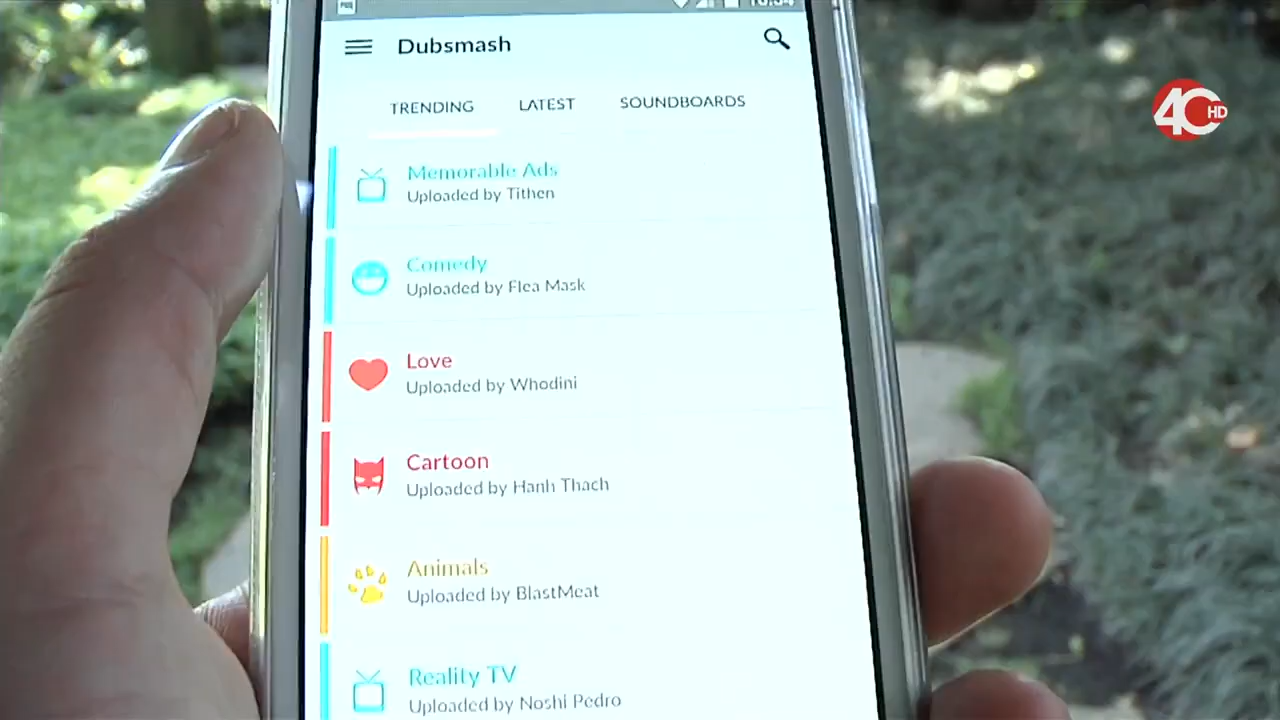 Dubsmash
TRENDING LATEST SOUNDBOARDS
Memorable Ads
Uploaded by Tithen
Comedy
Uploaded by Flea Mask
Love
Uploaded by Whodini
Cartoon
Uploaded by Hanh Thach
Animals
Uploaded by BlastMeat
Reality TV
Uploaded by Noshi Pedro
4C HD